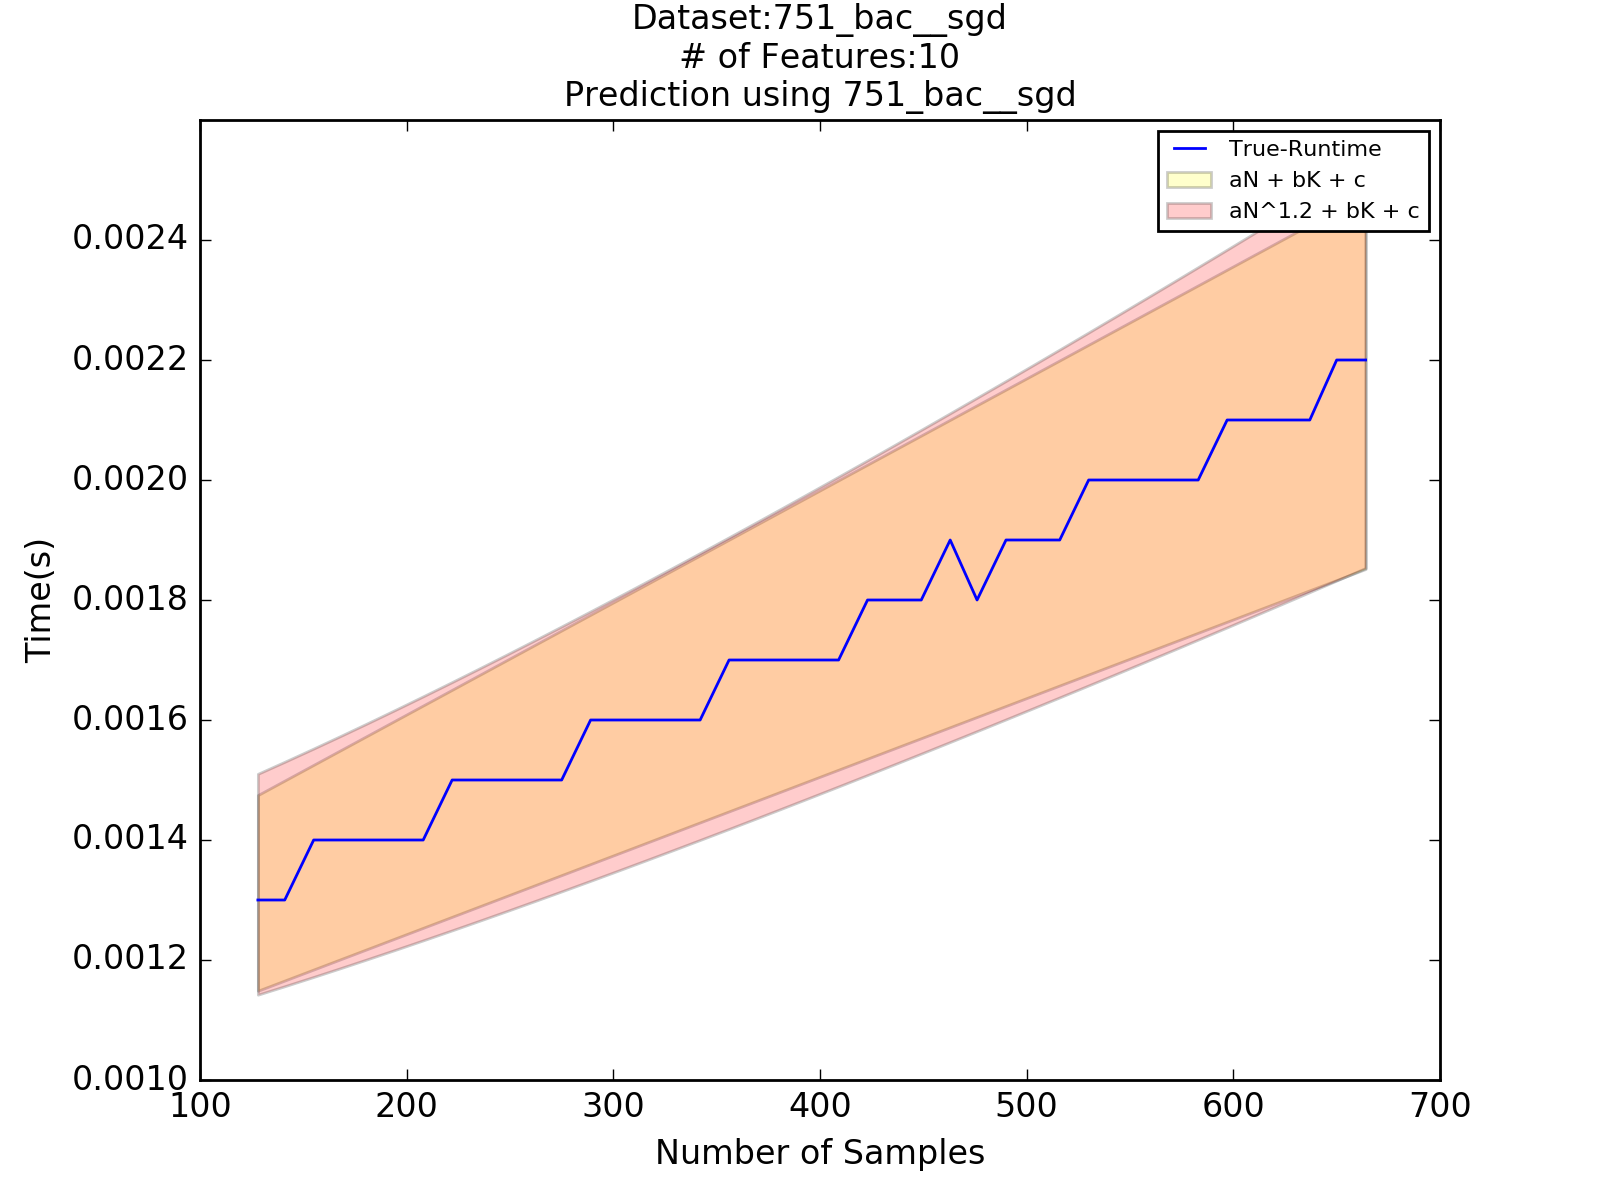 Dataset:751_bac__sgd
# of Features:10
Prediction using 751_bac__sgd
True-Runtime
aN + bK + c
aN^1.2 + bK + c
0.0024
0.0022
0.0020
0.0018
0.0016
0.0014
0.0012
0.0010
Time(s)
100 200 300 400 500 600 700
Number of Samples